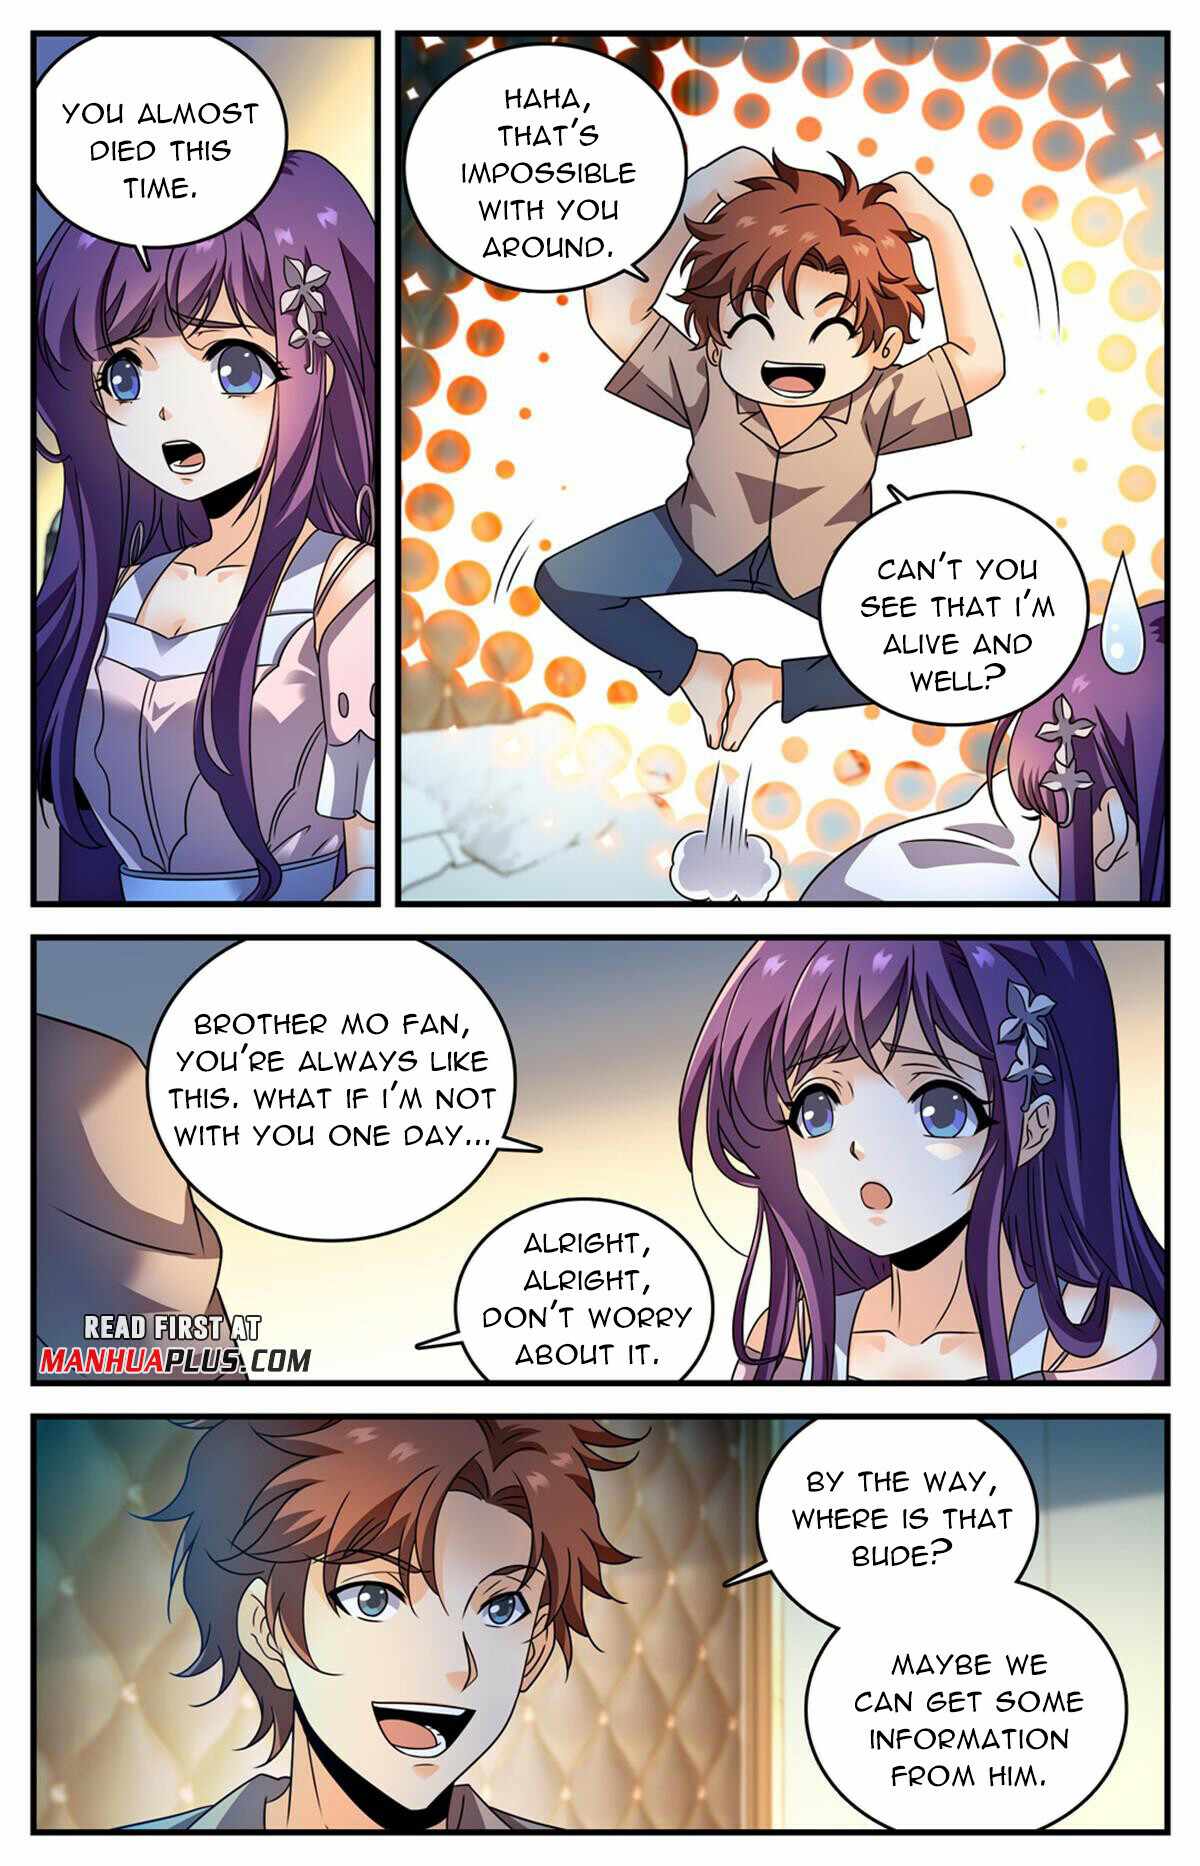 YOU ALMOST
DIED THIS
TIME.
HAHA,
THAT'S
IMPOSSIBLE
WITH YOU
AROUND.
CAN'T YOU
SEE THAT I'M
ALIVE AND
WELL?
BROTHER MO FAN,
YOU'RE ALWAYS LIKE
THIS. WHAT IF I'M NOT
WITH YOU ONE DAY...
ALRIGHT,
ALRIGHT,
DON'T WORRY
ABOUT IT.
READ FIRST AT
MANHUAPLUS.COM
BY THE WAY,
WHERE IS THAT
BUDE?
MAYBE WE
CAN GET SOME
INFORMATION
FROM HIM.